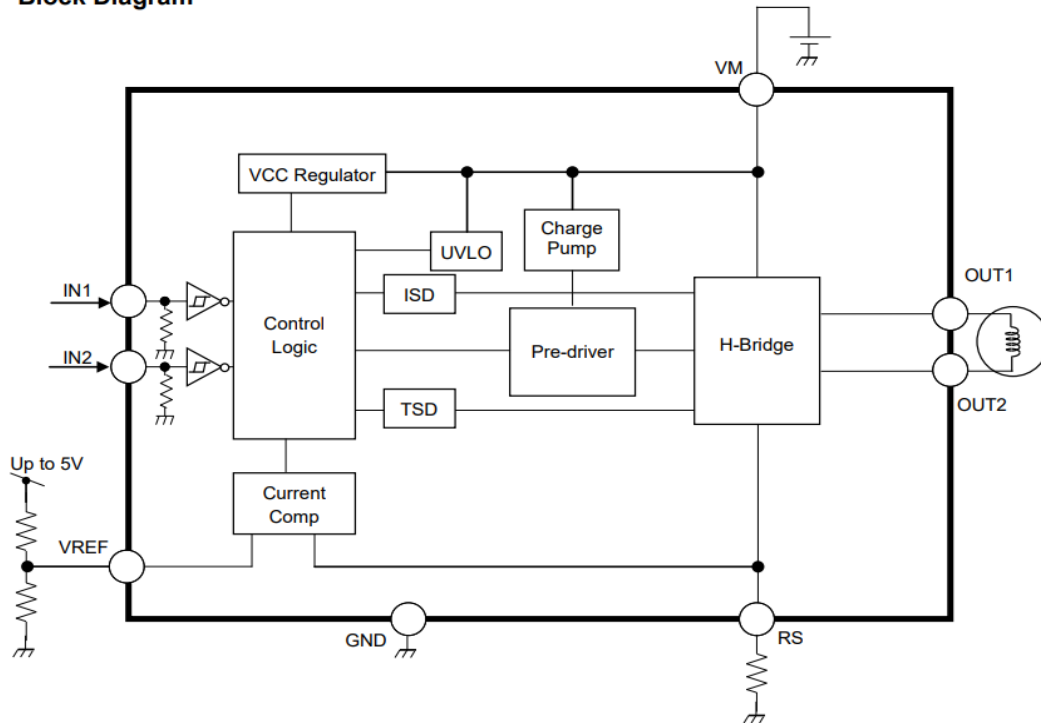 Block Diagram
VM
VCC Regulator
Charge
Pump
UVLO
OUT1
IN1
ISD
Control
Logic
Pre-driver
H-Bridge
IN2
TSD
OUT2
Up to 5V
Current
Comp
VREF
GND
RS